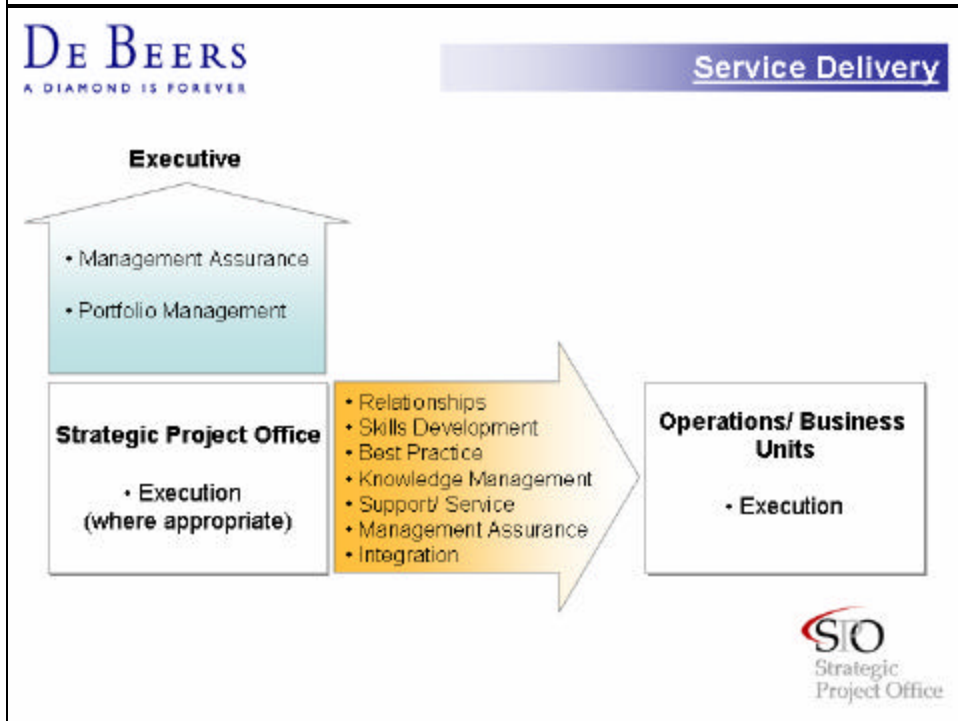 DE BEERS
A DIAMOND IS FOREVER
Service Delivery
Executive
• Management Assurance
• Portfolio Management
Strategic Project Office
• Execution
(where appropriate)
• Relationships
• Skills Development
• Best Practice
• Knowledge Management
• Support/ Service
• Management Assurance
• Integration
Operations/ Business
Units
• Execution
SPO
Strategic
Project Office